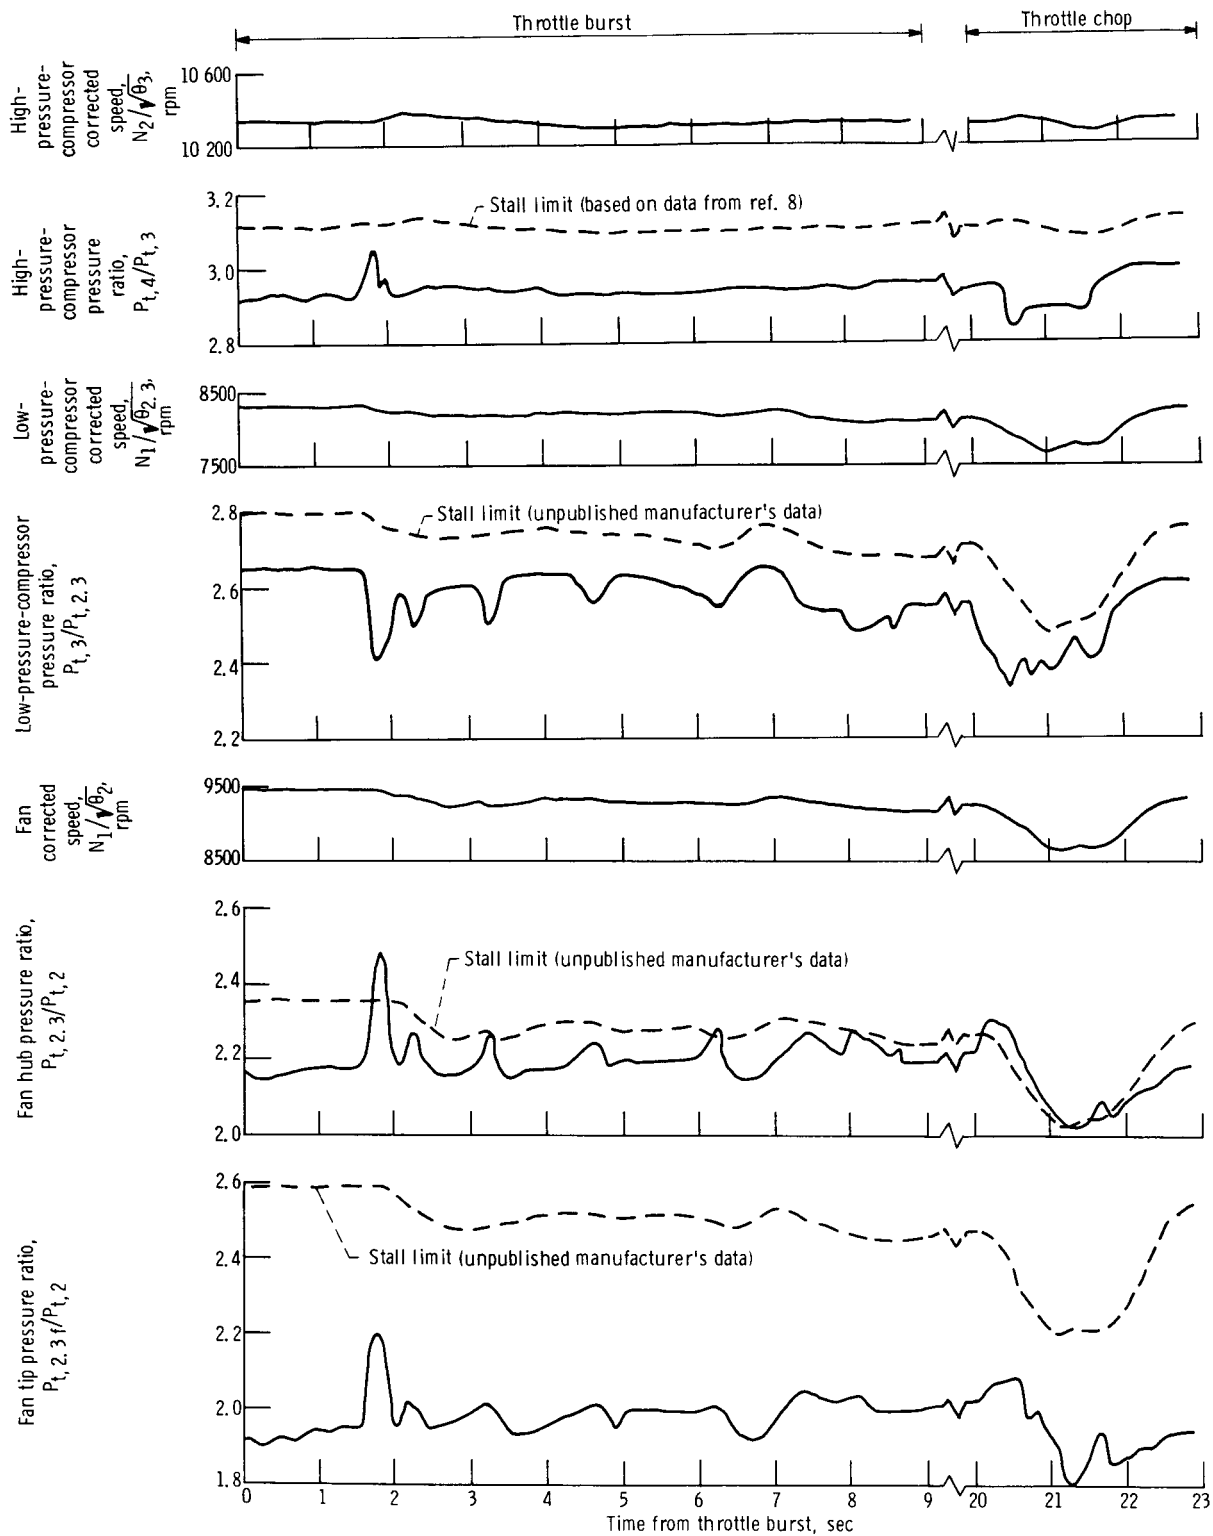 Throttle burst
Throttle chop
High-
pressure-
compressor
corrected
speed,
N2/√θ3,
rpm
10 600
10 200
High-
pressure-
compressor
pressure
ratio,
Pt, 4/Pt, 3
3.2
3.0
2.8
Stall limit (based on data from ref. 8)
Low-
pressure-
compressor
corrected
speed,
N1/√θ2.3,
rpm
8500
7500
Low-pressure-compressor
pressure ratio,
Pt, 3/Pt, 2.3
2.8
2.6
2.4
2.2
Stall limit (unpublished manufacturer's data)
Fan
corrected
speed,
N1/√θ2,
rpm
9500
8500
Fan hub pressure ratio,
Pt, 2.3/Pt, 2
2.6
2.4
2.2
2.0
Stall limit (unpublished manufacturer's data)
Fan tip pressure ratio,
Pt, 2.3 f/Pt, 2
2.6
2.4
2.2
2.0
1.8
Stall limit (unpublished manufacturer's data)
0 1 2 3 4 5 6 7 8 9 20 21 22 23
Time from throttle burst, sec